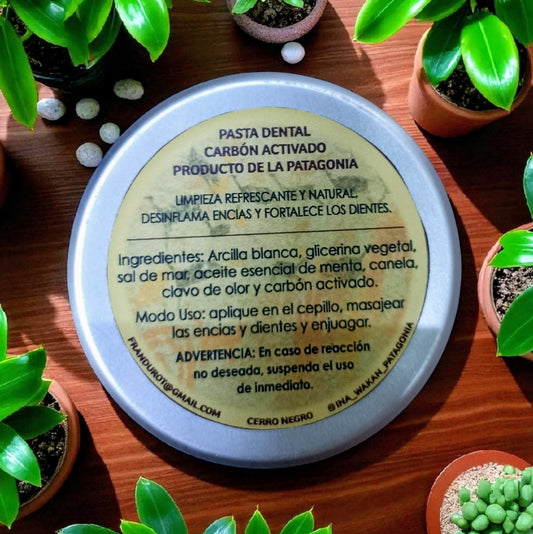 PASTA DENTAL
CARBÓN ACTIVADO
PRODUCTO DE LA PATAGONIA
LIMPIEZA REFRESCANTE Y NATURAL,
DESINFLAMA ENCÍAS Y FORTALECE LOS DIENTES.
Ingredientes: Arcilla blanca, glicerina vegetal,
sal de mar, aceite esencial de menta, canela,
clavo de olor y carbón activado.
Modo Uso: aplique en el cepillo, masajear
las encias y dientes y enjuagar.
ADVERTENCIA: En caso de reacción
no deseada, suspenda el uso
de inmediato.
FFANDUROT@GMAIL.COM
CERRO NEGRO
@INA_WAKAN_PATAGONIA